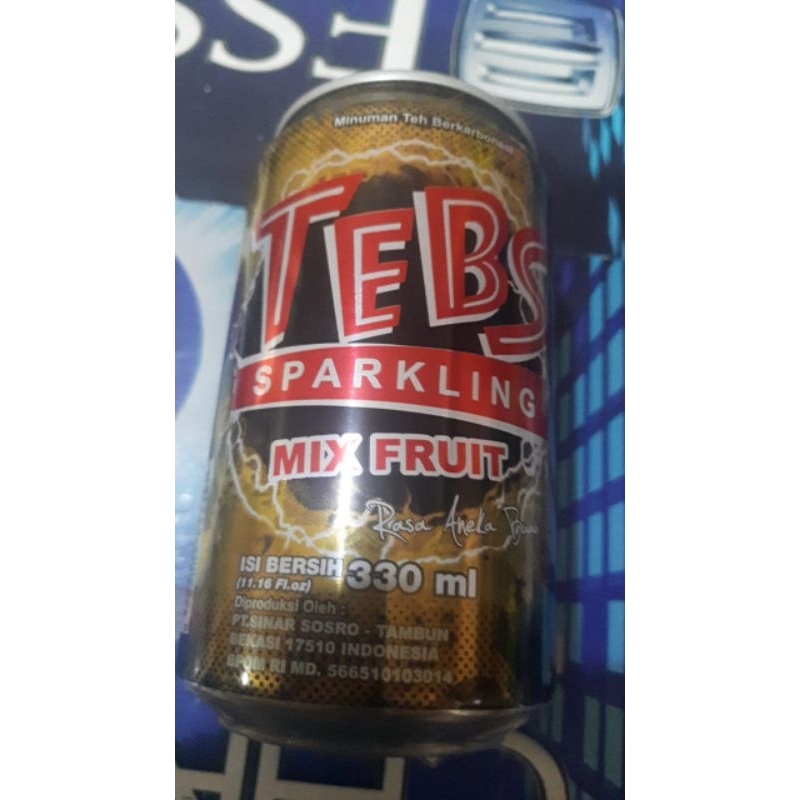 Minuman Teh Berkarbonasi
TEBS
SPARKLING
MIX FRUIT
Rasa Aneka Buah
ISI BERSIH 330 ml
(11.16 Fl.oz)
Diproduksi Oleh :
PT.SINAR SOSRO - TAMBUN
BEKASI 17510 INDONESIA
BPOM RI MD. 566510103014